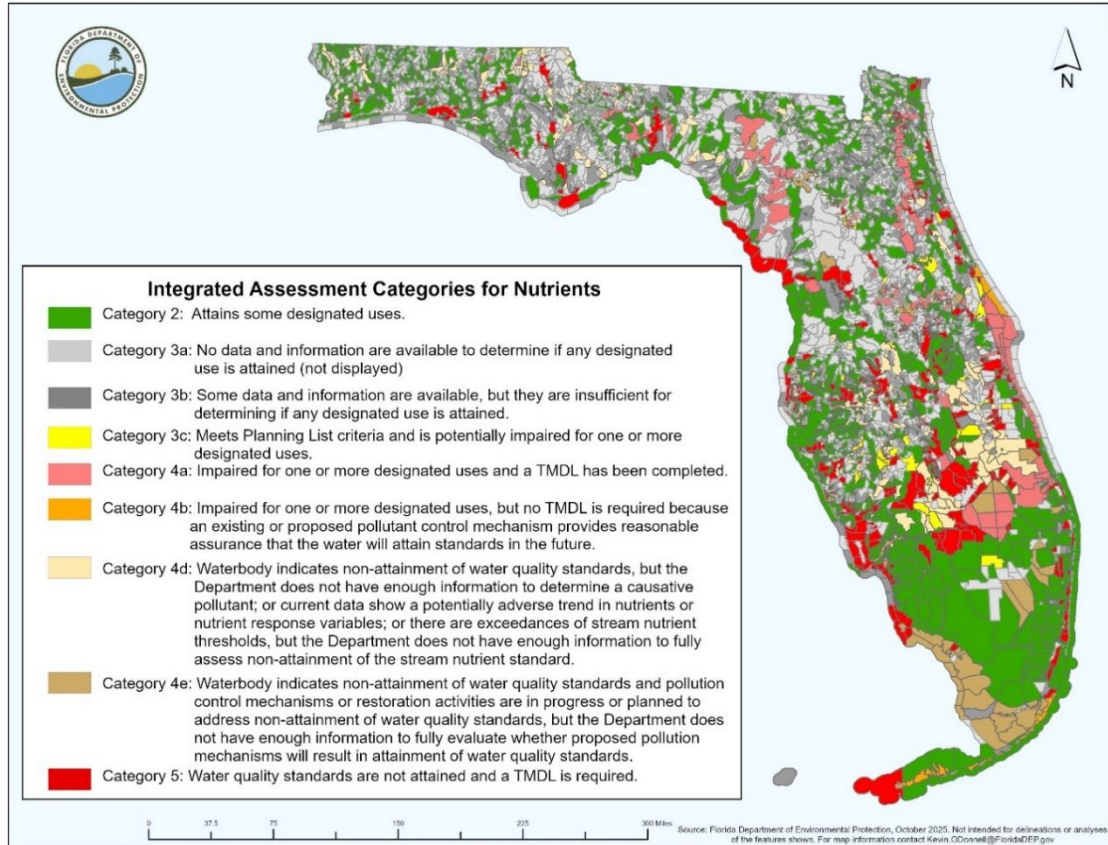 FLORIDA DEPARTMENT OF
ENVIRONMENTAL PROTECTION
N
Integrated Assessment Categories for Nutrients
Category 2: Attains some designated uses.
Category 3a: No data and information are available to determine if any designated
use is attained (not displayed)
Category 3b: Some data and information are available, but they are insufficient for
determining if any designated use is attained.
Category 3c: Meets Planning List criteria and is potentially impaired for one or more
designated uses.
Category 4a: Impaired for one or more designated uses and a TMDL has been completed.
Category 4b: Impaired for one or more designated uses, but no TMDL is required because
an existing or proposed pollutant control mechanism provides reasonable
assurance that the water will attain standards in the future.
Category 4d: Waterbody indicates non-attainment of water quality standards, but the
Department does not have enough information to determine a causative
pollutant; or current data show a potentially adverse trend in nutrients or
nutrient response variables; or there are exceedances of stream nutrient
thresholds, but the Department does not have enough information to fully
assess non-attainment of the stream nutrient standard.
Category 4e: Waterbody indicates non-attainment of water quality standards and pollution
control mechanisms or restoration activities are in progress or planned to
address non-attainment of water quality standards, but the Department does
not have enough information to fully evaluate whether proposed pollution
mechanisms will result in attainment of water quality standards.
Category 5: Water quality standards are not attained and a TMDL is required.
0 37.5 75 150 225 300 Miles
Source: Florida Department of Environmental Protection, October 2025. Not intended for delineations or analyses
of the features shown. For map information contact Kevin.ODonnell@FloridaDEP.gov